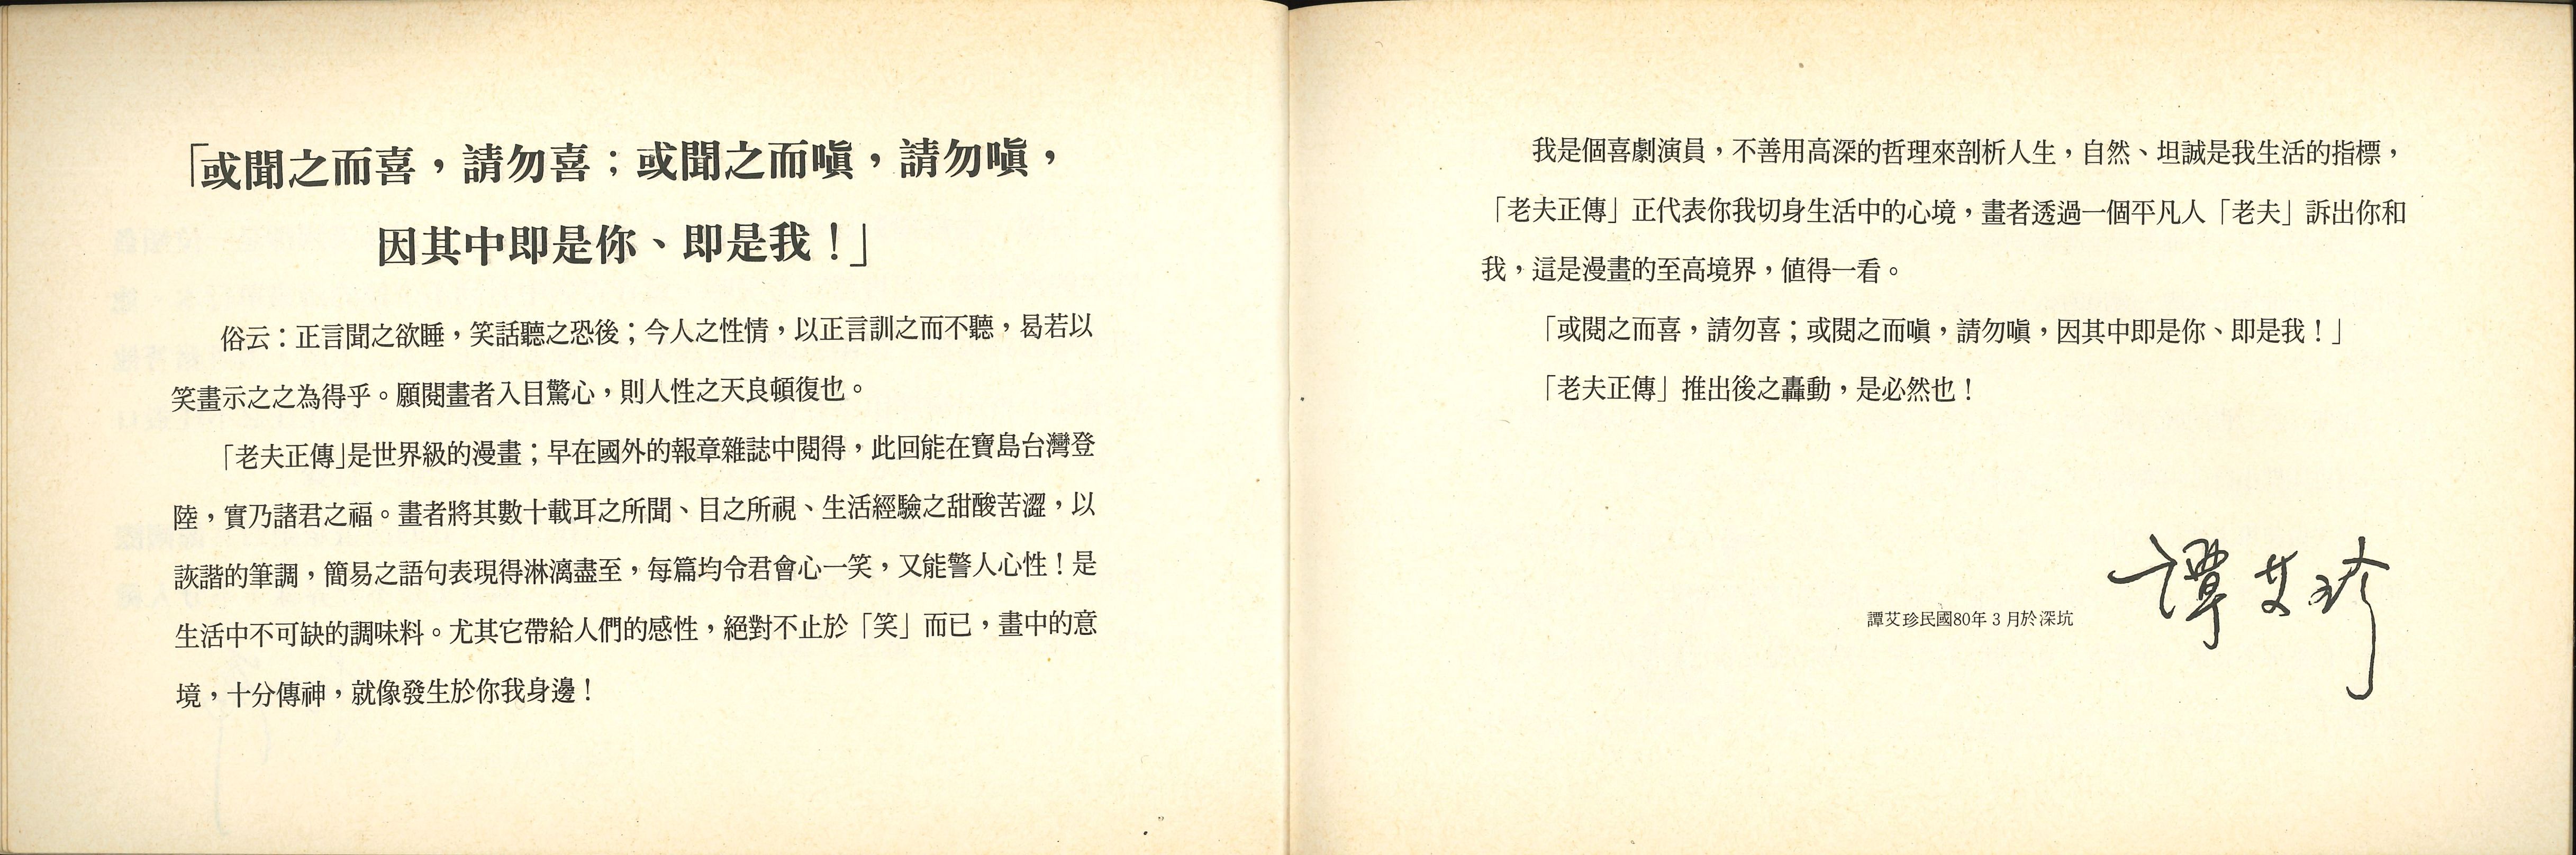 「或聞之而喜，請勿喜；或聞之而嗔，請勿嗔，
因其中即是你、即是我！」
俗云：正言聞之欲睡，笑話聽之恐後；今人之性情，以正言訓之而不聽，曷若以
笑畫示之之為得乎。願閱畫者入目驚心，則人性之天良頓復也。
「老夫正傳」是世界級的漫畫；早在國外的報章雜誌中閱得，此回能在寶島台灣登
陸，實乃諸君之福。畫者將其數十載耳之所聞、目之所視、生活經驗之甜酸苦澀，以
詼諧的筆調，簡易之語句表現得淋漓盡至，每篇均令君會心一笑，又能警人心性！是
生活中不可缺的調味料。尤其它帶給人們的感性，絕對不止於「笑」而已，畫中的意
境，十分傳神，就像發生於你我身邊！
我是個喜劇演員，不善用高深的哲理來剖析人生，自然、坦誠是我生活的指標，
「老夫正傳」正代表你我切身生活中的心境，畫者透過一個平凡人「老夫」訴出你和
我，這是漫畫的至高境界，值得一看。
「或閱之而喜，請勿喜；或閱之而嗔，請勿嗔，因其中即是你、即是我！」
「老夫正傳」推出後之轟動，是必然也！
譚艾珍
譚艾珍民國80年3月於深坑